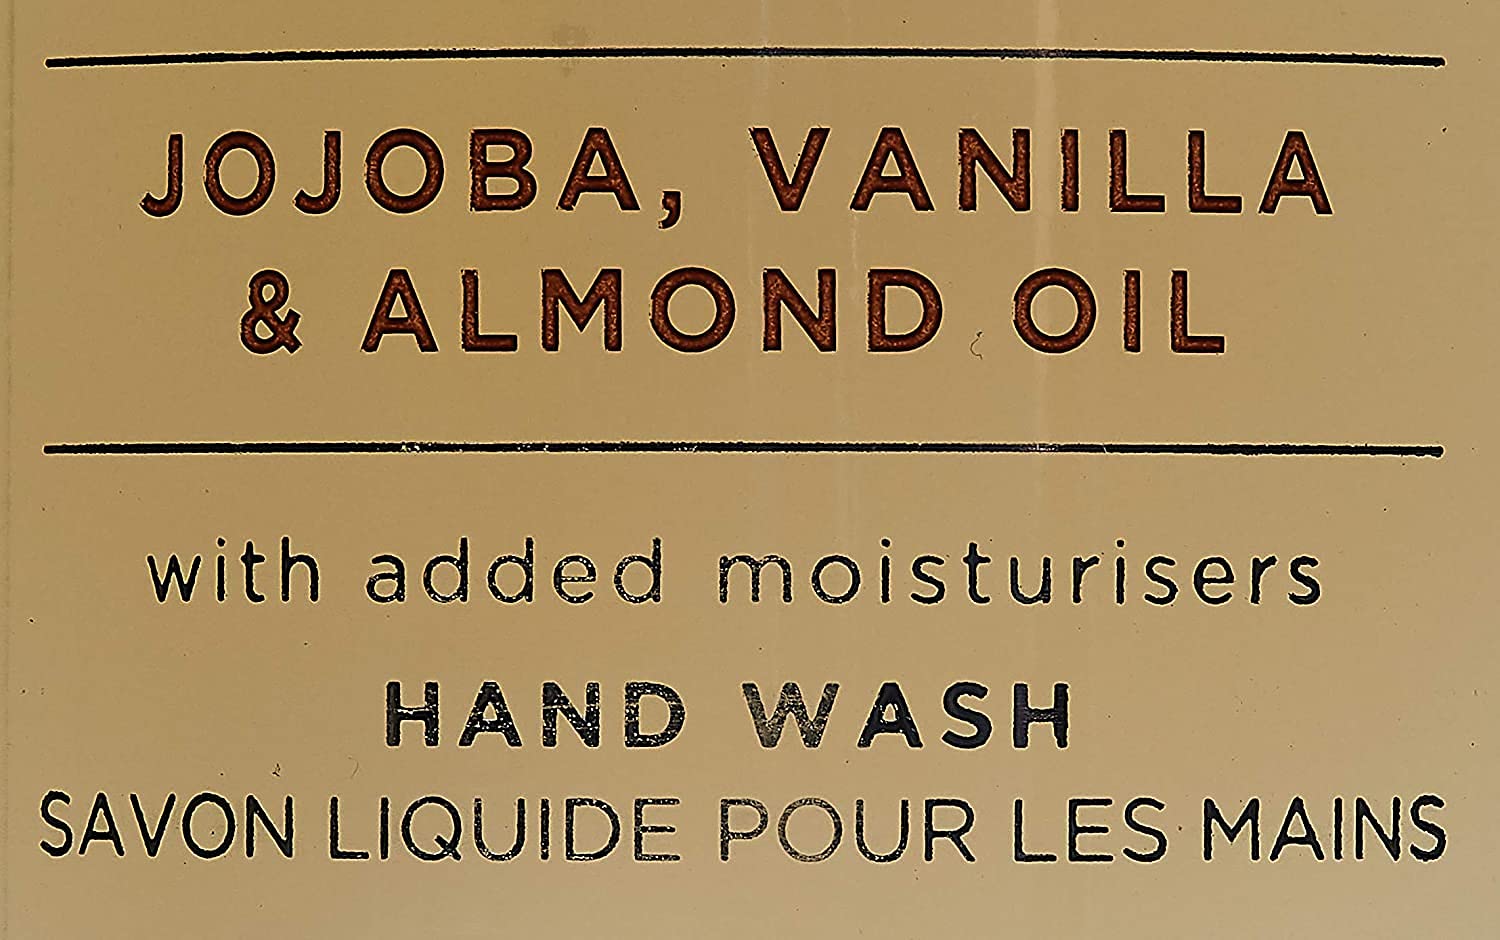 JOJOBA, VANILLA
& ALMOND OIL
with added moisturisers
HAND WASH
SAVON LIQUIDE POUR LES MAINS